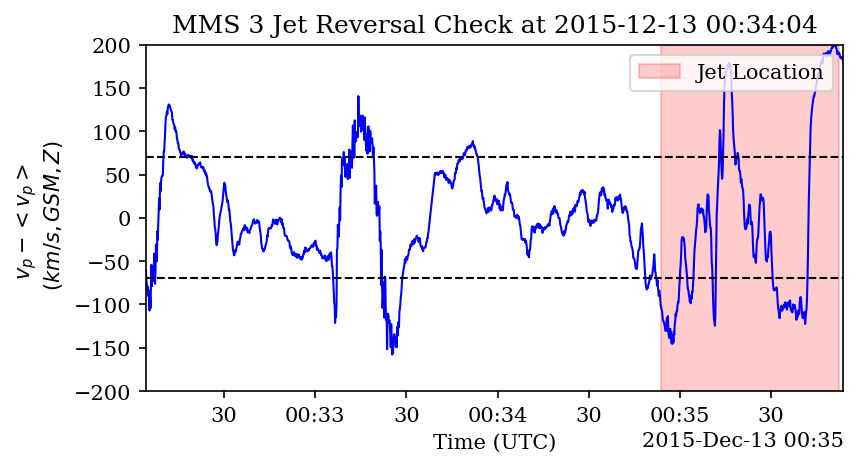 MMS 3 Jet Reversal Check at 2015-12-13 00:34:04
200
150
100
50
0
−50
−100
−150
−200
v_p − < v_p >
(km/s, GSM, Z)
Jet Location
30
00:33
30
00:34
30
00:35
30
Time (UTC)
2015-Dec-13 00:35